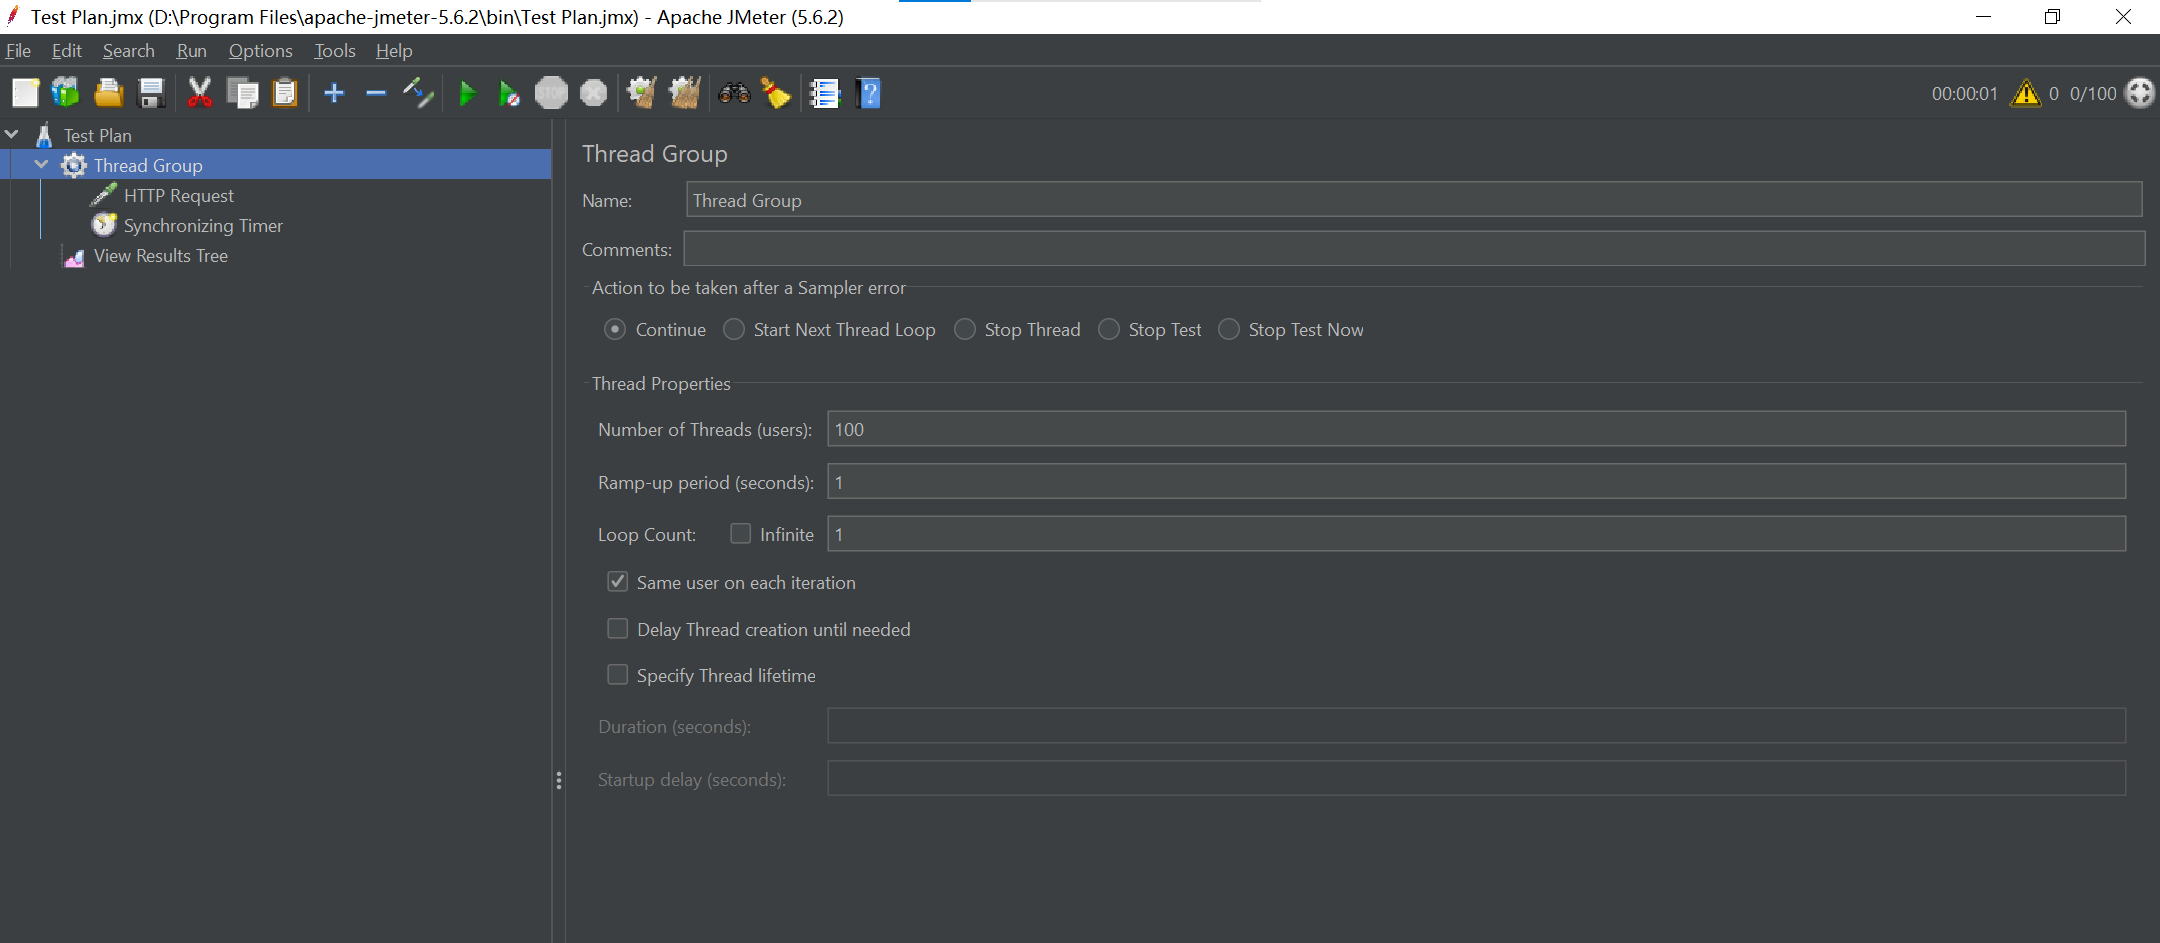 Test Plan.jmx (D:\Program Files\apache-jmeter-5.6.2\bin\Test Plan.jmx) - Apache JMeter (5.6.2)
File Edit Search Run Options Tools Help
STOP ? 00:00:01 0 0/100
Test Plan
Thread Group
HTTP Request
Synchronizing Timer
View Results Tree
Thread Group
Name: Thread Group
Comments:
Action to be taken after a Sampler error
Continue Start Next Thread Loop Stop Thread Stop Test Stop Test Now
Thread Properties
Number of Threads (users): 100
Ramp-up period (seconds): 1
Loop Count: Infinite 1
Same user on each iteration
Delay Thread creation until needed
Specify Thread lifetime
Duration (seconds):
Startup delay (seconds):